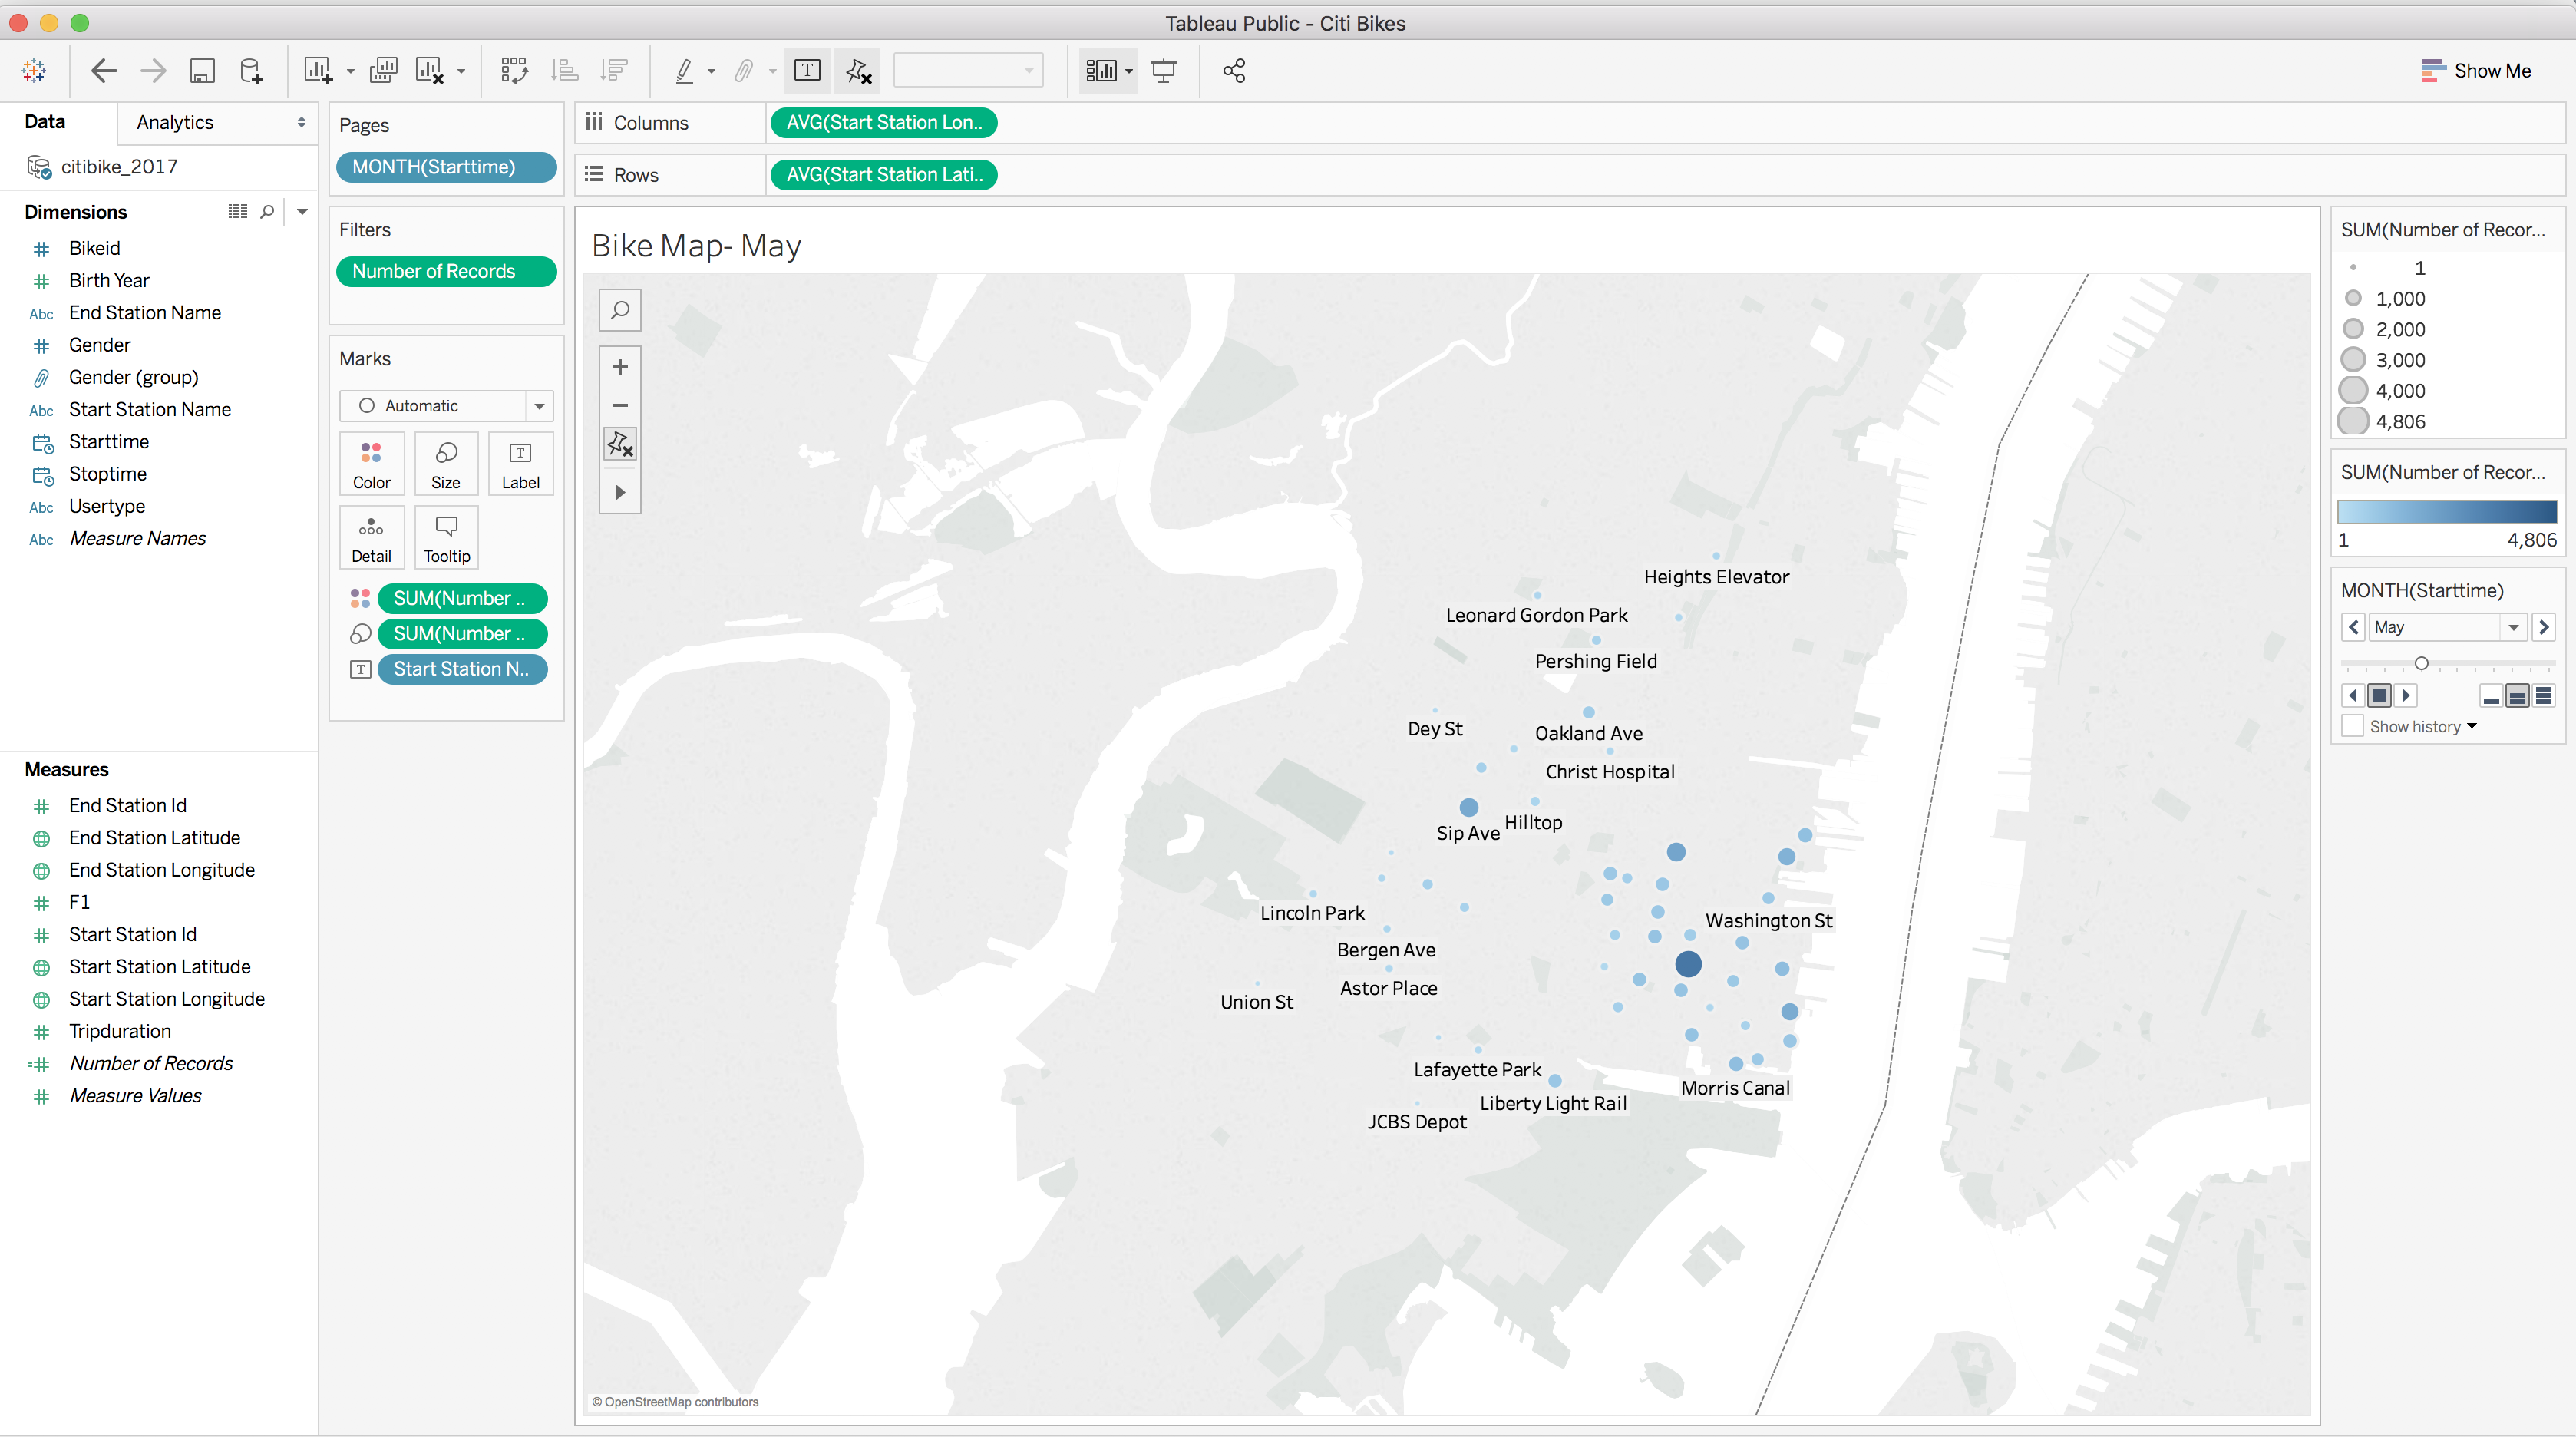 Tableau Public - Citi Bikes
Show Me
Data
Analytics
citibike_2017
Dimensions
Bikeid
Birth Year
Abc End Station Name
Gender
Gender (group)
Abc Start Station Name
Starttime
Stoptime
Abc Usertype
Abc Measure Names
Measures
End Station Id
End Station Latitude
End Station Longitude
F1
Start Station Id
Start Station Latitude
Start Station Longitude
Tripduration
Number of Records
Measure Values
Pages
MONTH(Starttime)
Filters
Number of Records
Marks
Automatic
Color
Size
Label
Detail
Tooltip
SUM(Number ..
SUM(Number ..
Start Station N..
Columns
AVG(Start Station Lon..
Rows
AVG(Start Station Lati..
Bike Map- May
Heights Elevator
Leonard Gordon Park
Pershing Field
Dey St
Oakland Ave
Christ Hospital
Hilltop
Sip Ave
Lincoln Park
Washington St
Bergen Ave
Astor Place
Union St
Lafayette Park
Morris Canal
Liberty Light Rail
JCBS Depot
© OpenStreetMap contributors
SUM(Number of Recor...
1
1,000
2,000
3,000
4,000
4,806
SUM(Number of Recor...
1 4,806
MONTH(Starttime)
May
Show history